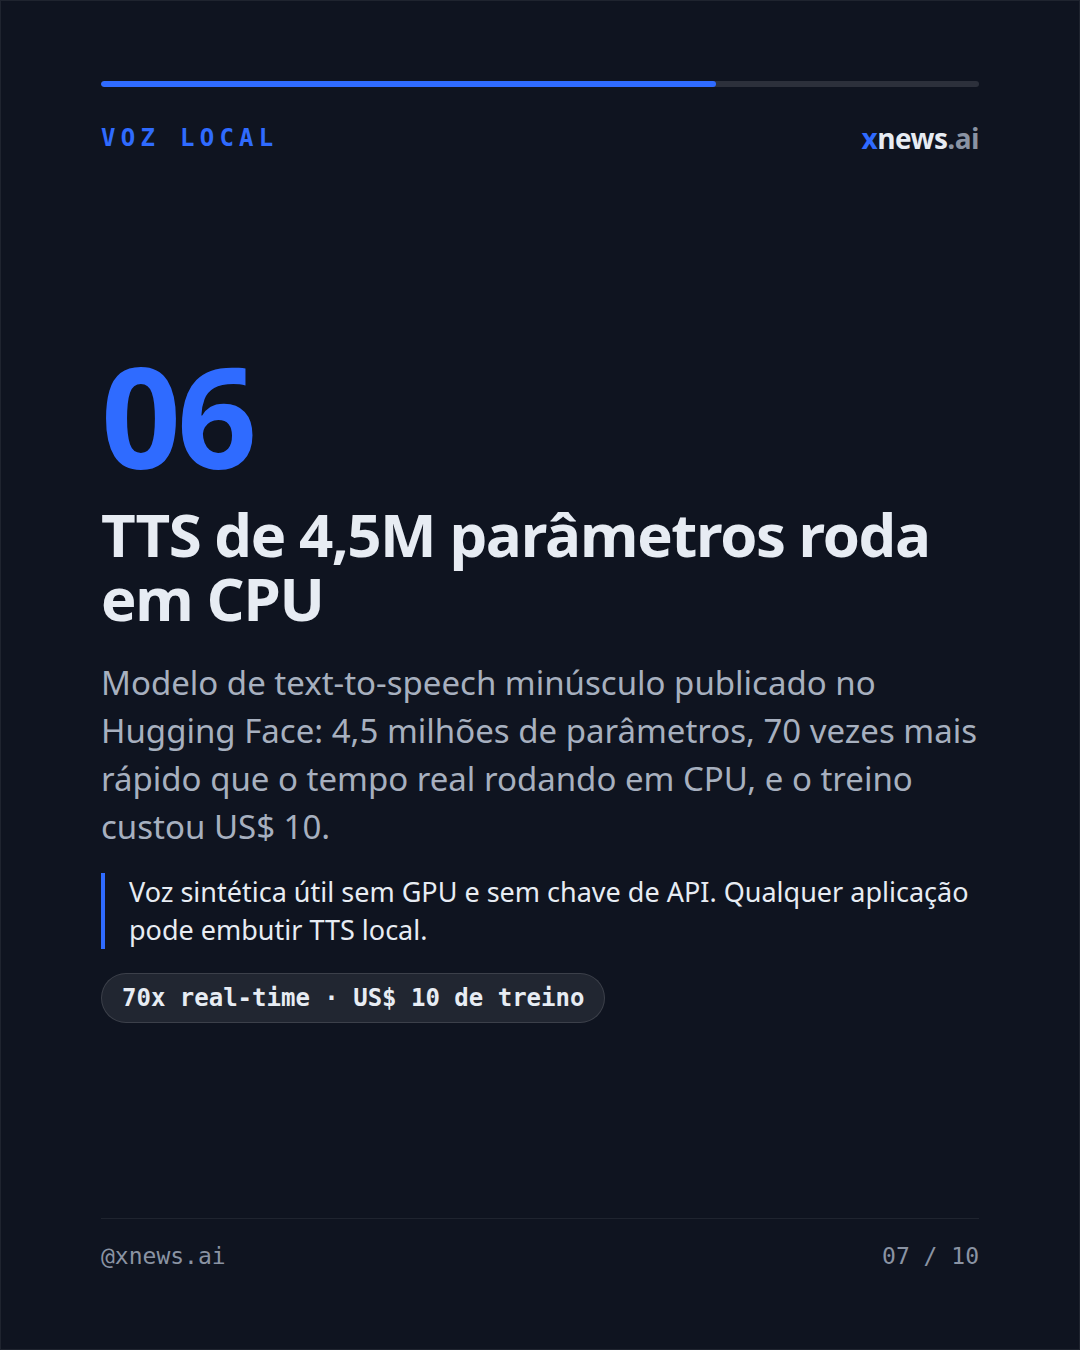 VOZ LOCAL
xnews.ai
06
TTS de 4,5M parâmetros roda
em CPU
Modelo de text-to-speech minúsculo publicado no
Hugging Face: 4,5 milhões de parâmetros, 70 vezes mais
rápido que o tempo real rodando em CPU, e o treino
custou US$ 10.
Voz sintética útil sem GPU e sem chave de API. Qualquer aplicação
pode embutir TTS local.
70x real-time · US$ 10 de treino
@xnews.ai
07 / 10